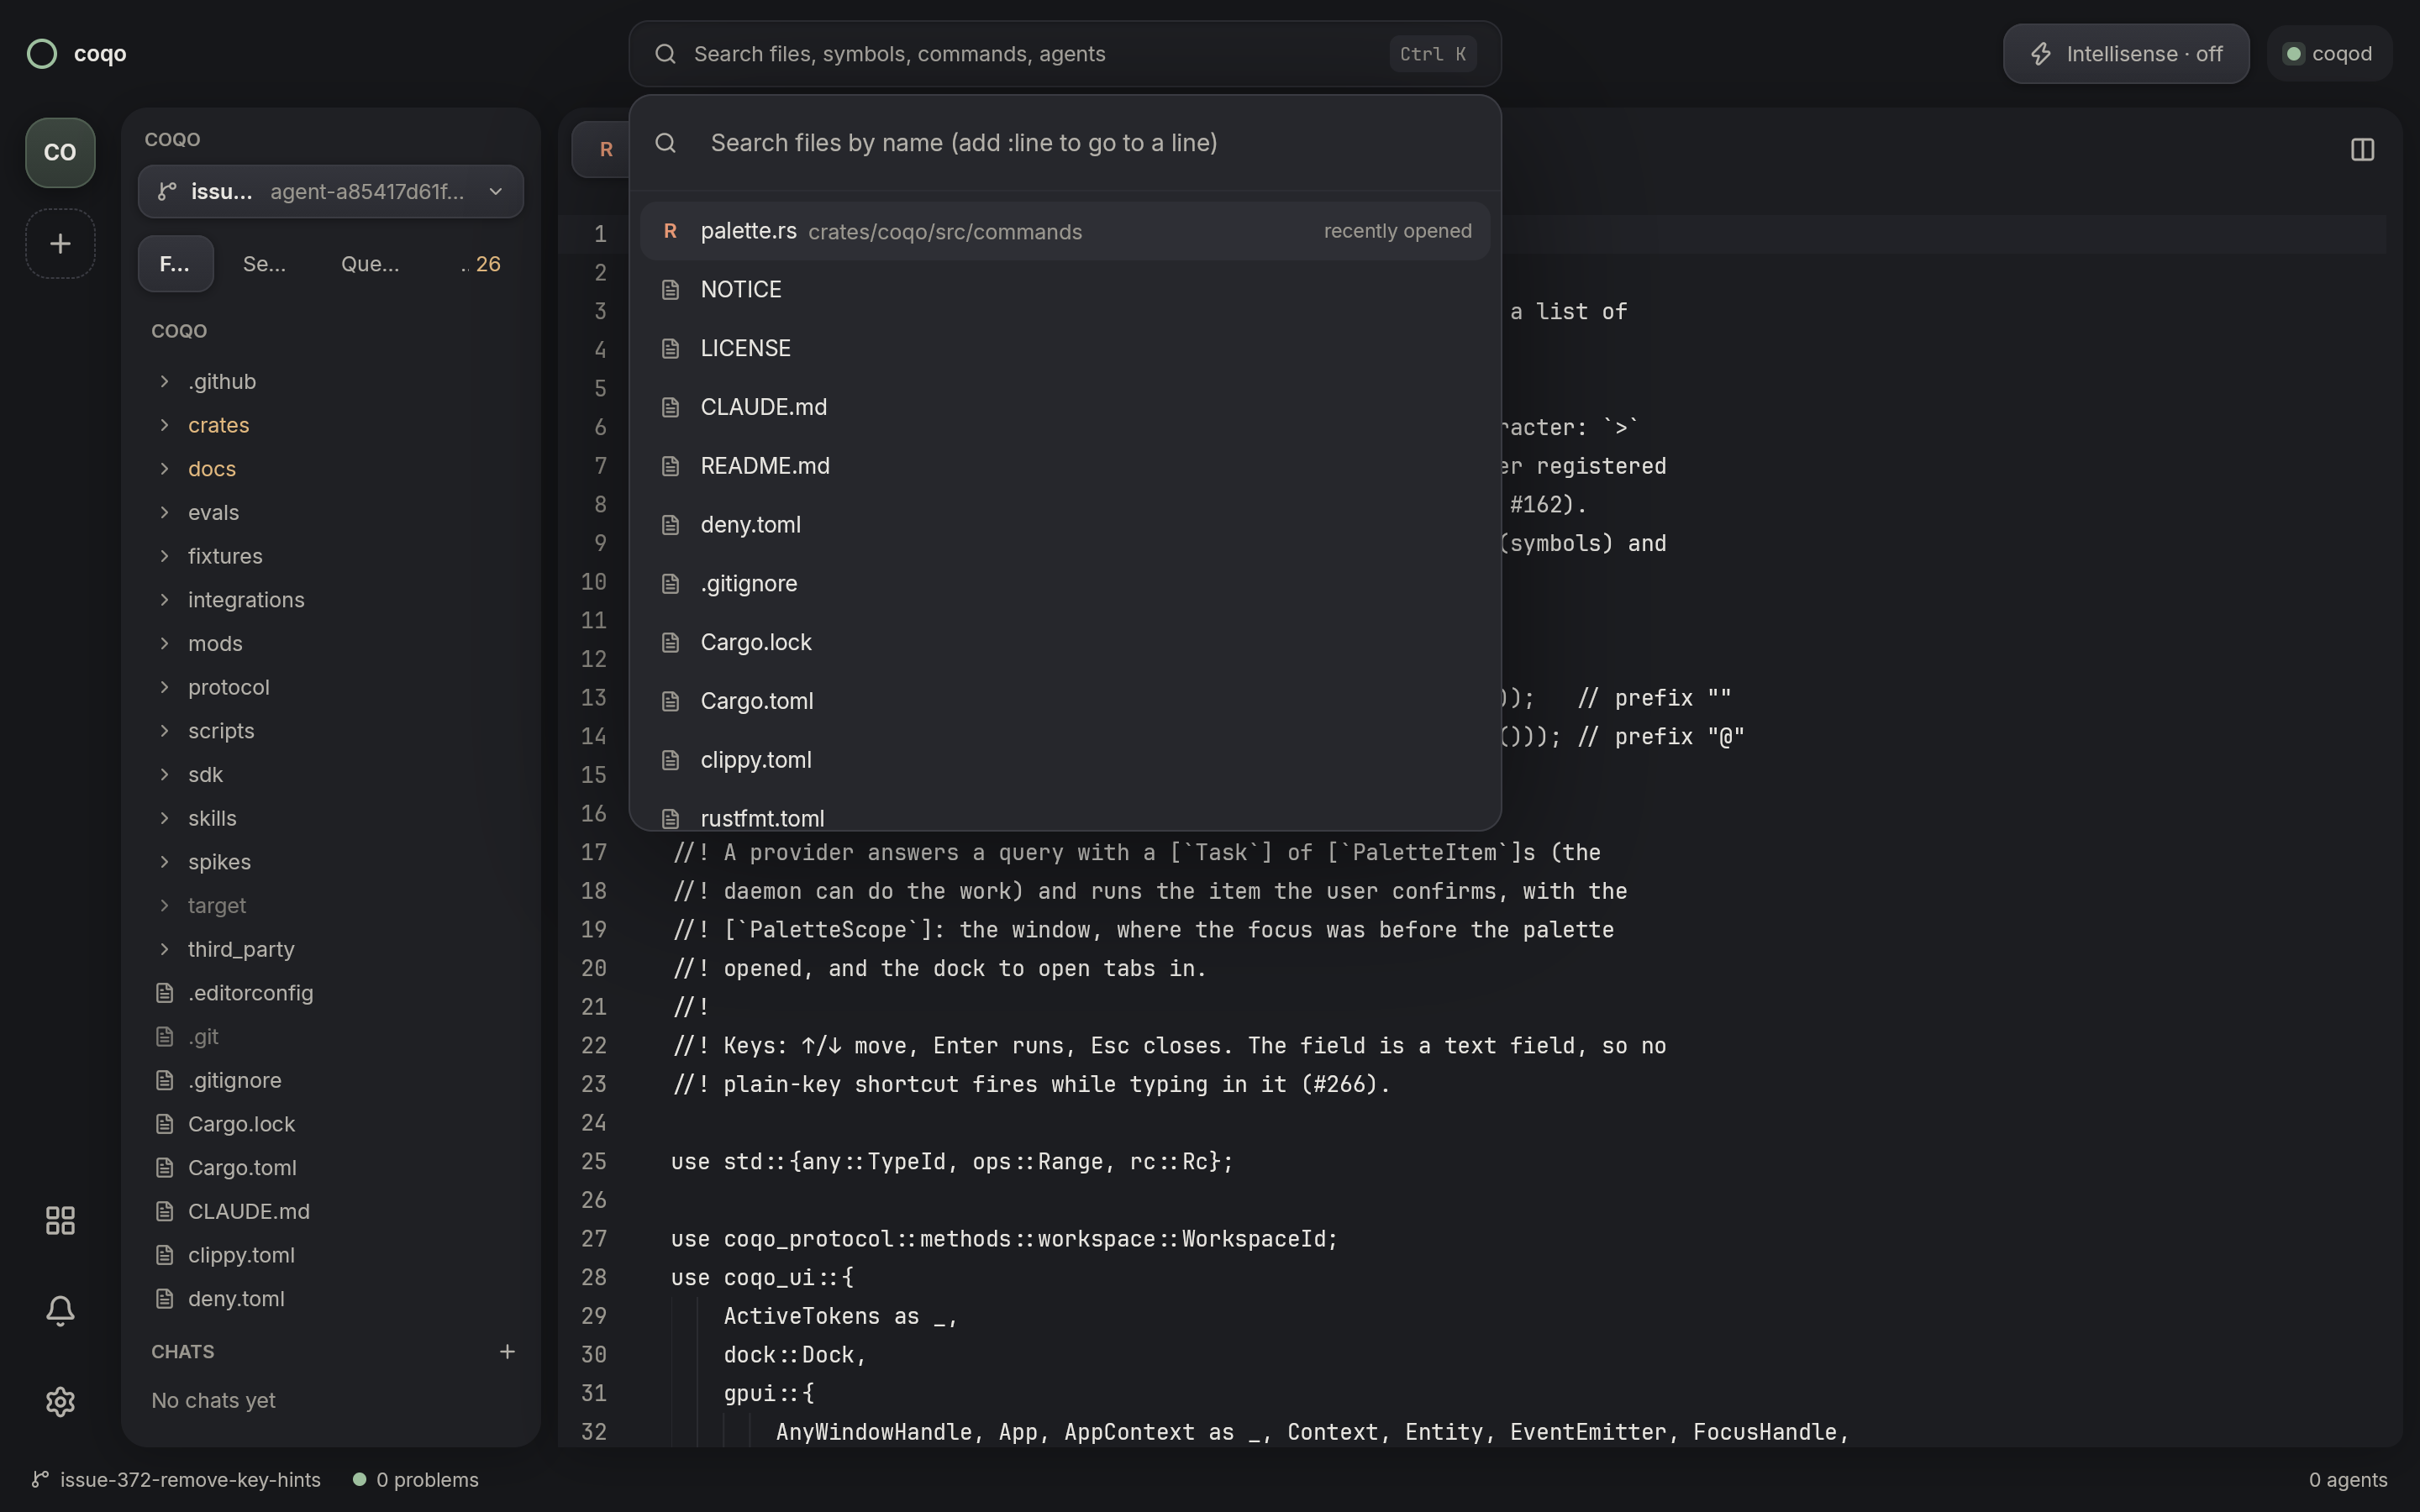 coqo
Search files, symbols, commands, agents
Ctrl K
Intellisense · off
coqod
CO
COQO
issu... agent-a85417d61f...
F... Se... Que... .. 26
COQO
.github
crates
docs
evals
fixtures
integrations
mods
protocol
scripts
sdk
skills
spikes
target
third_party
.editorconfig
.git
.gitignore
Cargo.lock
Cargo.toml
CLAUDE.md
clippy.toml
deny.toml
CHATS
No chats yet
R
Search files by name (add :line to go to a line)
R palette.rs crates/coqo/src/commands recently opened
NOTICE
LICENSE
CLAUDE.md
README.md
deny.toml
.gitignore
Cargo.lock
Cargo.toml
clippy.toml
rustfmt.toml
1
2
3 a list of
4
5
6 racter: `>`
7 er registered
8 #162).
9 (symbols) and
10
11
12
13 )); // prefix ""
14 ())); // prefix "@"
15
16
17 //! A provider answers a query with a [`Task`] of [`PaletteItem`]s (the
18 //! daemon can do the work) and runs the item the user confirms, with the
19 //! [`PaletteScope`]: the window, where the focus was before the palette
20 //! opened, and the dock to open tabs in.
21 //!
22 //! Keys: ↑/↓ move, Enter runs, Esc closes. The field is a text field, so no
23 //! plain-key shortcut fires while typing in it (#266).
24
25 use std::{any::TypeId, ops::Range, rc::Rc};
26
27 use coqo_protocol::methods::workspace::WorkspaceId;
28 use coqo_ui::{
29 ActiveTokens as _,
30 dock::Dock,
31 gpui::{
32 AnyWindowHandle, App, AppContext as _, Context, Entity, EventEmitter, FocusHandle,
issue-372-remove-key-hints
0 problems
0 agents